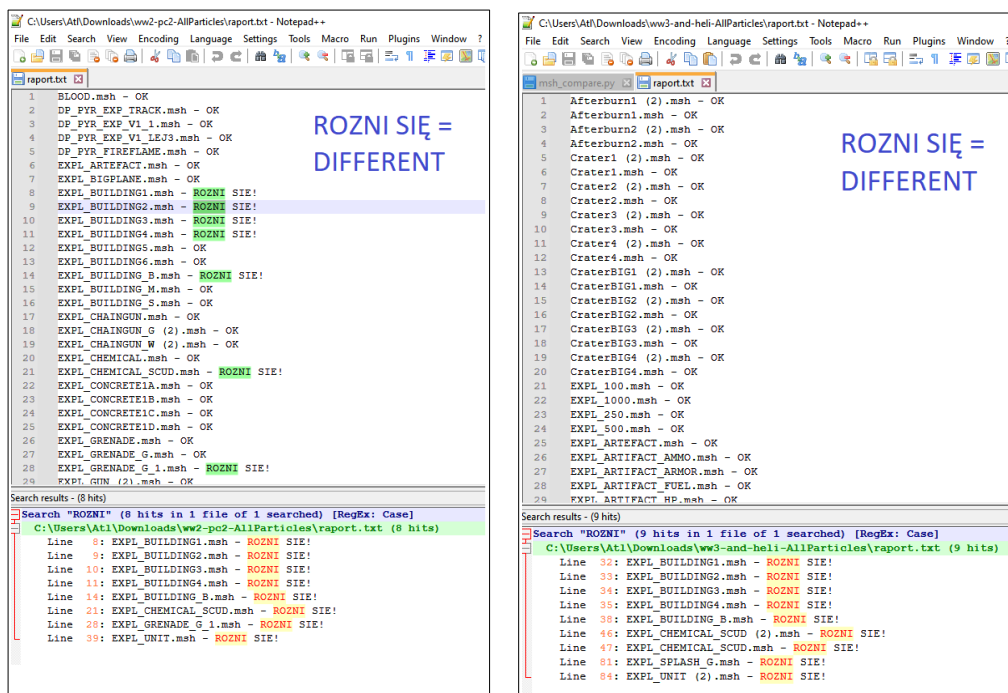 C:\Users\Atl\Downloads\ww2-pc2-AllParticles\raport.txt - Notepad++
File Edit Search View Encoding Language Settings Tools Macro Run Plugins Window ?
raport.txt
1 BLOOD.msh - OK
2 DP_PYR_EXP_TRACK.msh - OK
3 DP_PYR_EXP_V1_1.msh - OK
4 DP_PYR_EXP_V1_LEJ3.msh - OK
5 DP_PYR_FIREFLAME.msh - OK
6 EXPL_ARTEFACT.msh - OK
7 EXPL_BIGPLANE.msh - OK
8 EXPL_BUILDING1.msh - ROZNI SIE!
9 EXPL_BUILDING2.msh - ROZNI SIE!
10 EXPL_BUILDING3.msh - ROZNI SIE!
11 EXPL_BUILDING4.msh - ROZNI SIE!
12 EXPL_BUILDING5.msh - OK
13 EXPL_BUILDING6.msh - OK
14 EXPL_BUILDING_B.msh - ROZNI SIE!
15 EXPL_BUILDING_M.msh - OK
16 EXPL_BUILDING_S.msh - OK
17 EXPL_CHAINGUN.msh - OK
18 EXPL_CHAINGUN_G (2).msh - OK
19 EXPL_CHAINGUN_W (2).msh - OK
20 EXPL_CHEMICAL.msh - OK
21 EXPL_CHEMICAL_SCUD.msh - ROZNI SIE!
22 EXPL_CONCRETE1A.msh - OK
23 EXPL_CONCRETE1B.msh - OK
24 EXPL_CONCRETE1C.msh - OK
25 EXPL_CONCRETE1D.msh - OK
26 EXPL_GRENADE.msh - OK
27 EXPL_GRENADE_G.msh - OK
28 EXPL_GRENADE_G_1.msh - ROZNI SIE!
29 EXPL_GUN (2).msh - OK
ROZNI SIĘ =
DIFFERENT
Search results - (8 hits)
Search "ROZNI" (8 hits in 1 file of 1 searched) [RegEx: Case]
C:\Users\Atl\Downloads\ww2-pc2-AllParticles\raport.txt (8 hits)
Line 8: EXPL_BUILDING1.msh - ROZNI SIE!
Line 9: EXPL_BUILDING2.msh - ROZNI SIE!
Line 10: EXPL_BUILDING3.msh - ROZNI SIE!
Line 11: EXPL_BUILDING4.msh - ROZNI SIE!
Line 14: EXPL_BUILDING_B.msh - ROZNI SIE!
Line 21: EXPL_CHEMICAL_SCUD.msh - ROZNI SIE!
Line 28: EXPL_GRENADE_G_1.msh - ROZNI SIE!
Line 39: EXPL_UNIT.msh - ROZNI SIE!
C:\Users\Atl\Downloads\ww3-and-heli-AllParticles\raport.txt - Notepad++
File Edit Search View Encoding Language Settings Tools Macro Run Plugins Window ?
msh_compare.py raport.txt
1 Afterburn1 (2).msh - OK
2 Afterburn1.msh - OK
3 Afterburn2 (2).msh - OK
4 Afterburn2.msh - OK
5 Crater1 (2).msh - OK
6 Crater1.msh - OK
7 Crater2 (2).msh - OK
8 Crater2.msh - OK
9 Crater3 (2).msh - OK
10 Crater3.msh - OK
11 Crater4 (2).msh - OK
12 Crater4.msh - OK
13 CraterBIG1 (2).msh - OK
14 CraterBIG1.msh - OK
15 CraterBIG2 (2).msh - OK
16 CraterBIG2.msh - OK
17 CraterBIG3 (2).msh - OK
18 CraterBIG3.msh - OK
19 CraterBIG4 (2).msh - OK
20 CraterBIG4.msh - OK
21 EXPL_100.msh - OK
22 EXPL_1000.msh - OK
23 EXPL_250.msh - OK
24 EXPL_500.msh - OK
25 EXPL_ARTEFACT.msh - OK
26 EXPL_ARTIFACT_AMMO.msh - OK
27 EXPL_ARTIFACT_ARMOR.msh - OK
28 EXPL_ARTIFACT_FUEL.msh - OK
29 EXPL_ARTIFACT_HP.msh - OK
ROZNI SIĘ =
DIFFERENT
Search results - (9 hits)
Search "ROZNI" (9 hits in 1 file of 1 searched) [RegEx: Case]
C:\Users\Atl\Downloads\ww3-and-heli-AllParticles\raport.txt (9 hits)
Line 32: EXPL_BUILDING1.msh - ROZNI SIE!
Line 33: EXPL_BUILDING2.msh - ROZNI SIE!
Line 34: EXPL_BUILDING3.msh - ROZNI SIE!
Line 35: EXPL_BUILDING4.msh - ROZNI SIE!
Line 38: EXPL_BUILDING_B.msh - ROZNI SIE!
Line 46: EXPL_CHEMICAL_SCUD (2).msh - ROZNI SIE!
Line 47: EXPL_CHEMICAL_SCUD.msh - ROZNI SIE!
Line 81: EXPL_SPLASH_G.msh - ROZNI SIE!
Line 84: EXPL_UNIT (2).msh - ROZNI SIE!